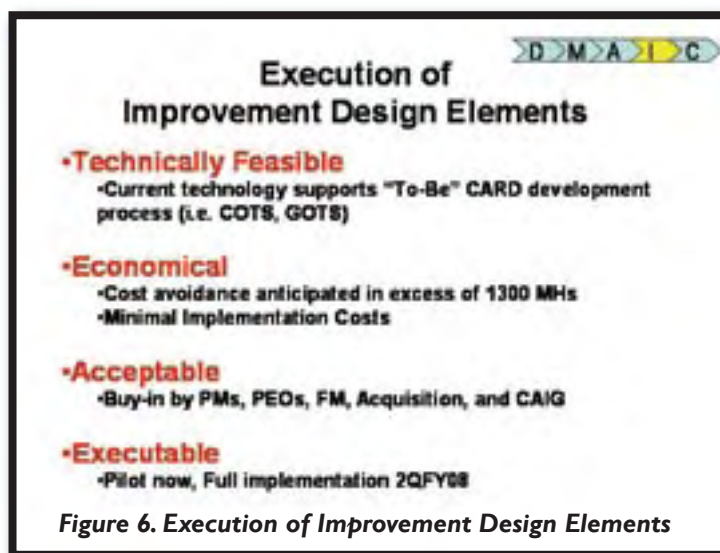 D M A I C
Execution of
Improvement Design Elements
•Technically Feasible
•Current technology supports "To-Be" CARD development
process (i.e. COTS, GOTS)
•Economical
•Cost avoidance anticipated in excess of 1300 MHs
•Minimal Implementation Costs
•Acceptable
•Buy-in by PMs, PEOs, FM, Acquisition, and CAIG
•Executable
•Pilot now, Full implementation 2QFY08
Figure 6. Execution of Improvement Design Elements